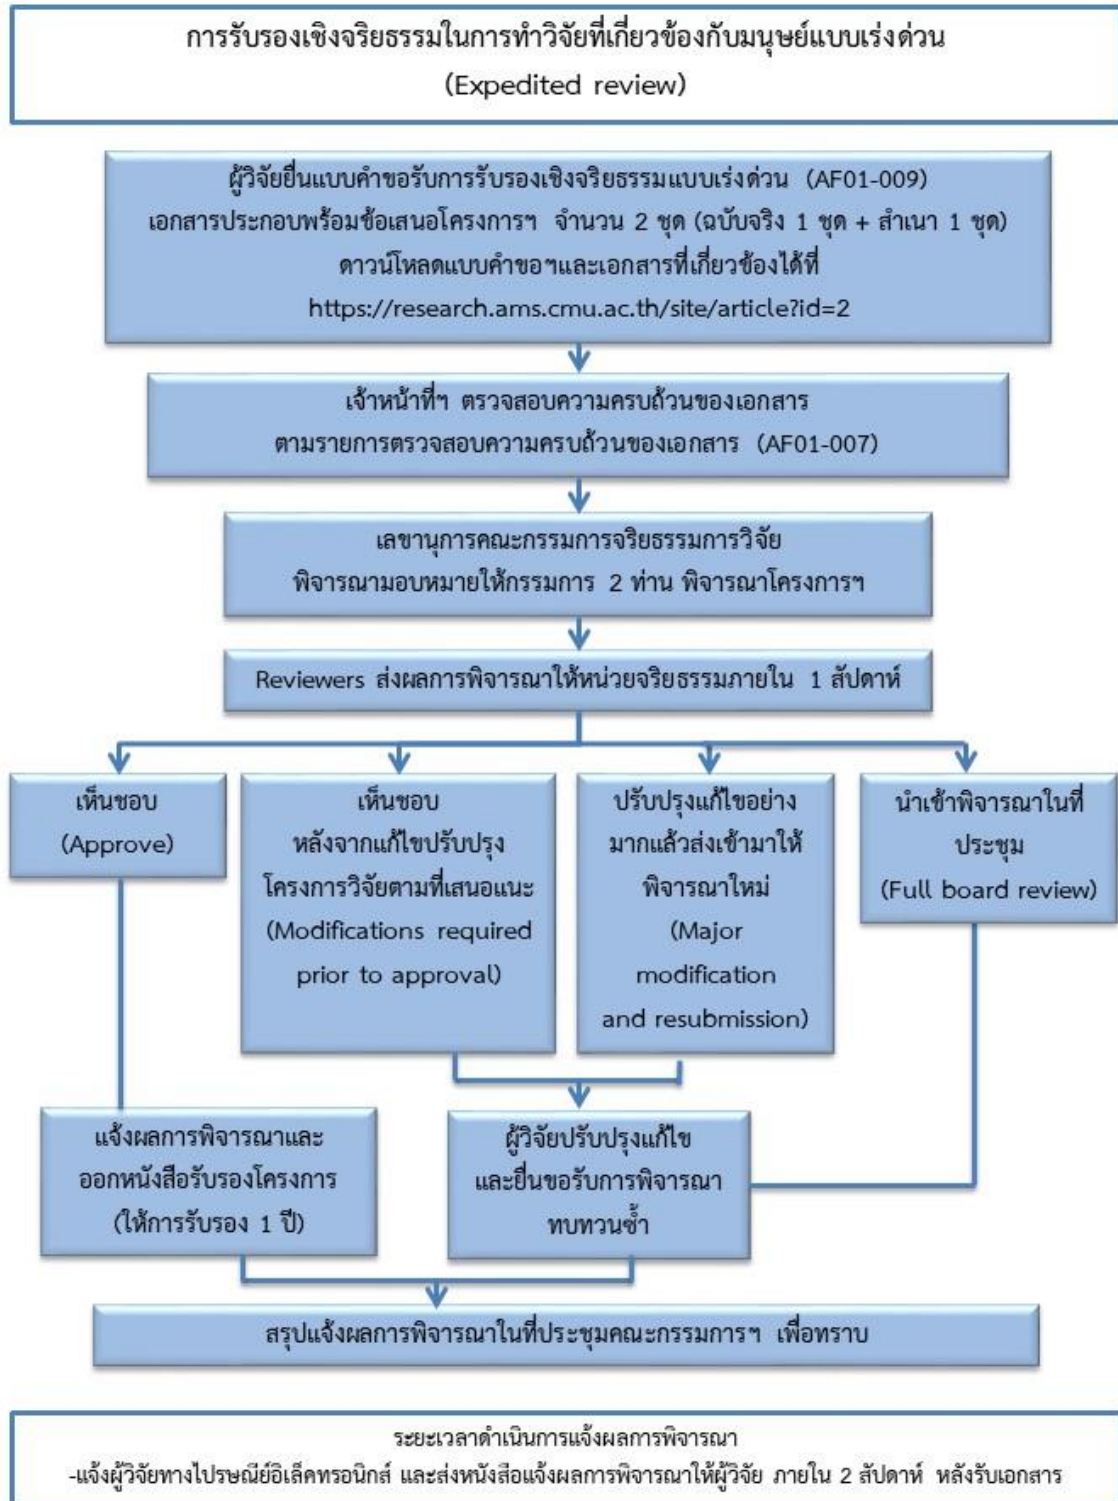 การรับรองเชิงจริยธรรมในการทำวิจัยที่เกี่ยวข้องกับมนุษย์แบบเร่งด่วน
(Expedited review)
ผู้วิจัยยื่นแบบคำขอรับการรับรองเชิงจริยธรรมแบบเร่งด่วน (AF01-009)
เอกสารประกอบพร้อมข้อเสนอโครงการฯ จำนวน 2 ชุด (ฉบับจริง 1 ชุด + สำเนา 1 ชุด)
ดาวน์โหลดแบบคำขอฯและเอกสารที่เกี่ยวข้องได้ที่
https://research.ams.cmu.ac.th/site/article?id=2
เจ้าหน้าที่ฯ ตรวจสอบความครบถ้วนของเอกสาร
ตามรายการตรวจสอบความครบถ้วนของเอกสาร (AF01-007)
เลขานุการคณะกรรมการจริยธรรมการวิจัย
พิจารณามอบหมายให้กรรมการ 2 ท่าน พิจารณาโครงการฯ
Reviewers ส่งผลการพิจารณาให้หน่วยจริยธรรมภายใน 1 สัปดาห์
เห็นชอบ
(Approve)
เห็นชอบ
หลังจากแก้ไขปรับปรุง
โครงการวิจัยตามที่เสนอแนะ
(Modifications required
prior to approval)
ปรับปรุงแก้ไขอย่าง
มากแล้วส่งเข้ามาให้
พิจารณาใหม่
(Major
modification
and resubmission)
นำเข้าพิจารณาในที่
ประชุม
(Full board review)
แจ้งผลการพิจารณาและ
ออกหนังสือรับรองโครงการ
(ให้การรับรอง 1 ปี)
ผู้วิจัยปรับปรุงแก้ไข
และยื่นขอรับการพิจารณา
ทบทวนซ้ำ
สรุปแจ้งผลการพิจารณาในที่ประชุมคณะกรรมการฯ เพื่อทราบ
ระยะเวลาดำเนินการแจ้งผลการพิจารณา
-แจ้งผู้วิจัยทางไปรษณีย์อิเล็คทรอนิกส์ และส่งหนังสือแจ้งผลการพิจารณาให้ผู้วิจัย ภายใน 2 สัปดาห์ หลังรับเอกสาร